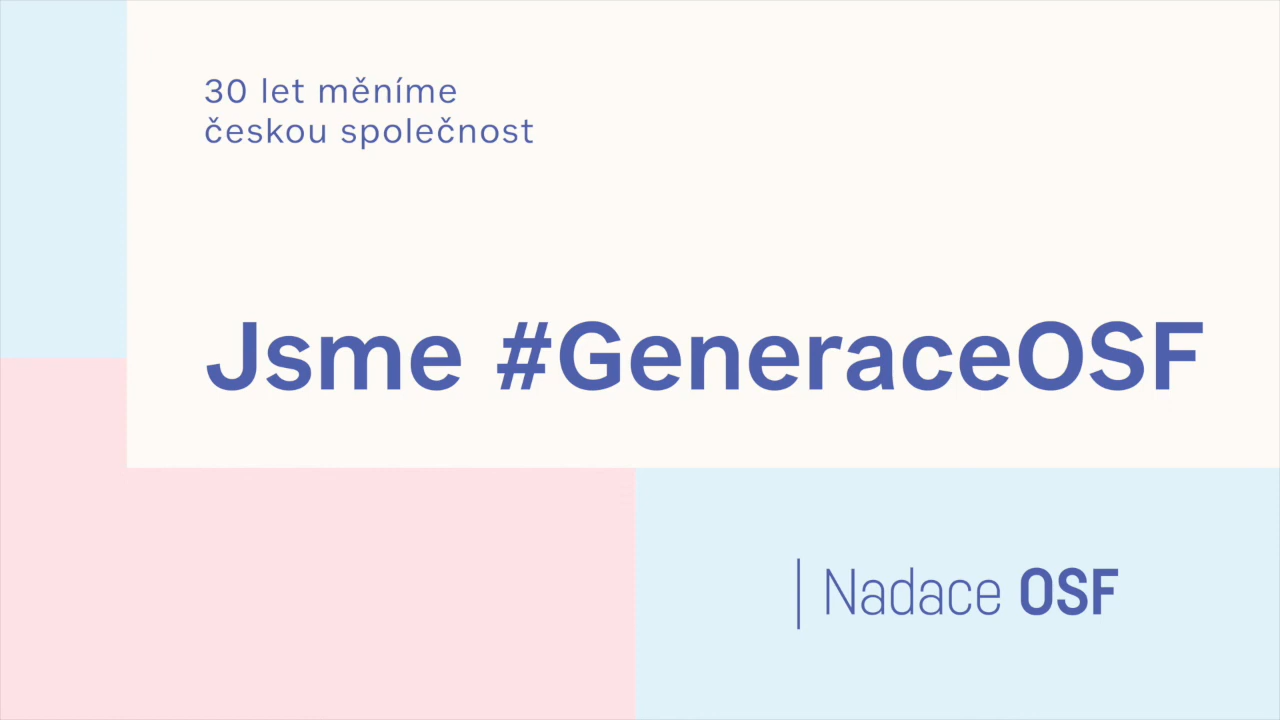 30 let měníme
českou společnost
Jsme #GeneraceOSF
Nadace OSF